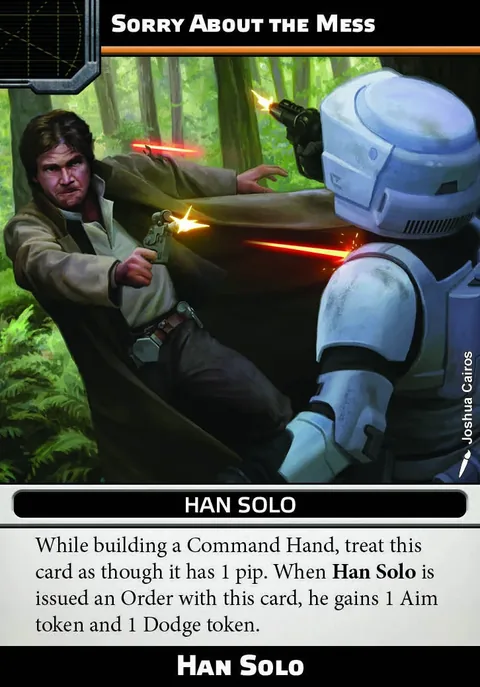 Sorry About the Mess
Joshua Cairos
HAN SOLO
While building a Command Hand, treat this
card as though it has 1 pip. When Han Solo is
issued an Order with this card, he gains 1 Aim
token and 1 Dodge token.
Han Solo